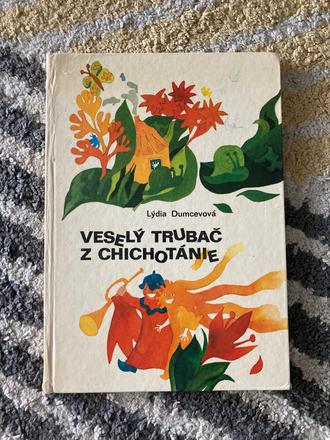 Lýdia Dumcevová
VESELÝ TRUBAČ
Z CHICHOTÁNIE